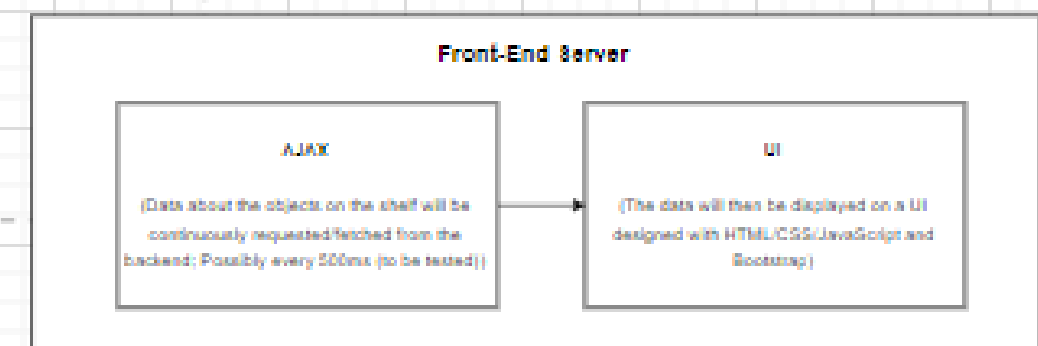 Front-End Server
AJAX
(Data about the objects on the shelf will be
continuously requested/fetched from the
backend; Possibly every 500ms (to be tested))
UI
(The data will then be displayed on a UI
designed with HTML/CSS/JavaScript and
Bootstrap)